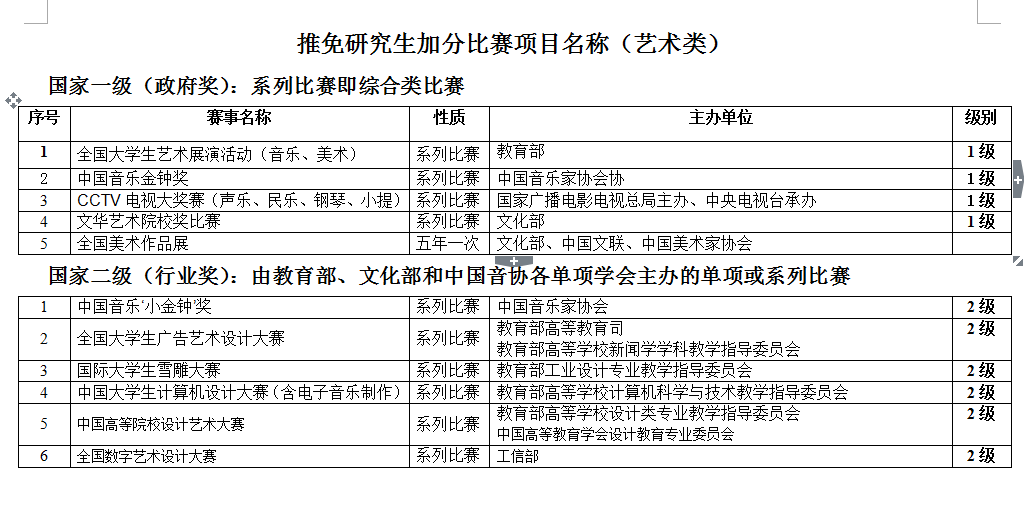 推免研究生加分比赛项目名称（艺术类）
国家一级（政府奖）：系列比赛即综合类比赛
序号 赛事名称 性质 主办单位 级别
1 全国大学生艺术展演活动（音乐、美术） 系列比赛 教育部 1级
2 中国音乐金钟奖 系列比赛 中国音乐家协会协 1级
3 CCTV电视大奖赛（声乐、民乐、钢琴、小提） 系列比赛 国家广播电影电视总局主办、中央电视台承办 1级
4 文华艺术院校奖比赛 系列比赛 文化部 1级
5 全国美术作品展 五年一次 文化部、中国文联、中国美术家协会
国家二级（行业奖）：由教育部、文化部和中国音协各单项学会主办的单项或系列比赛
1 中国音乐‘小金钟’奖 系列比赛 中国音乐家协会 2级
2 全国大学生广告艺术设计大赛 系列比赛 教育部高等教育司 2级
教育部高等学校新闻学学科教学指导委员会
3 国际大学生雪雕大赛 系列比赛 教育部工业设计专业教学指导委员会 2级
4 中国大学生计算机设计大赛（含电子音乐制作） 系列比赛 教育部高等学校计算机科学与技术教学指导委员会 2级
5 中国高等院校设计艺术大赛 系列比赛 教育部高等学校设计类专业教学指导委员会 2级
中国高等教育学会设计教育专业委员会
6 全国数字艺术设计大赛 系列比赛 工信部 2级